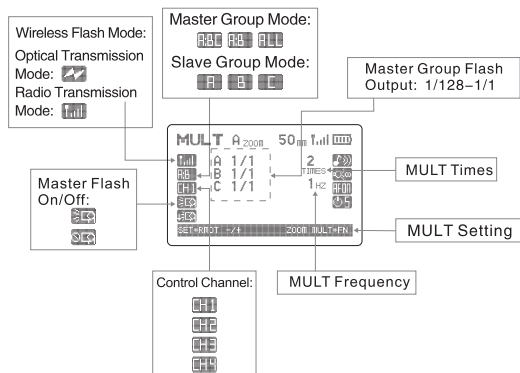 Wireless Flash Mode:
Optical Transmission
Mode:
Radio Transmission
Mode:
Master Group Mode:
A:B:C A:B ALL
Slave Group Mode:
A B C
Master Group Flash
Output: 1/128–1/1
MULT A ZOOM 50mm
A 1/1
B 1/1
C 1/1
A:B
CH1
2
TIMES
1 HZ
AFON
SET=RMOT -/+ ZOOM MULT=FN
Master Flash
On/Off:
MULT Times
MULT Setting
MULT Frequency
Control Channel:
CH1
CH2
CH3
CH4